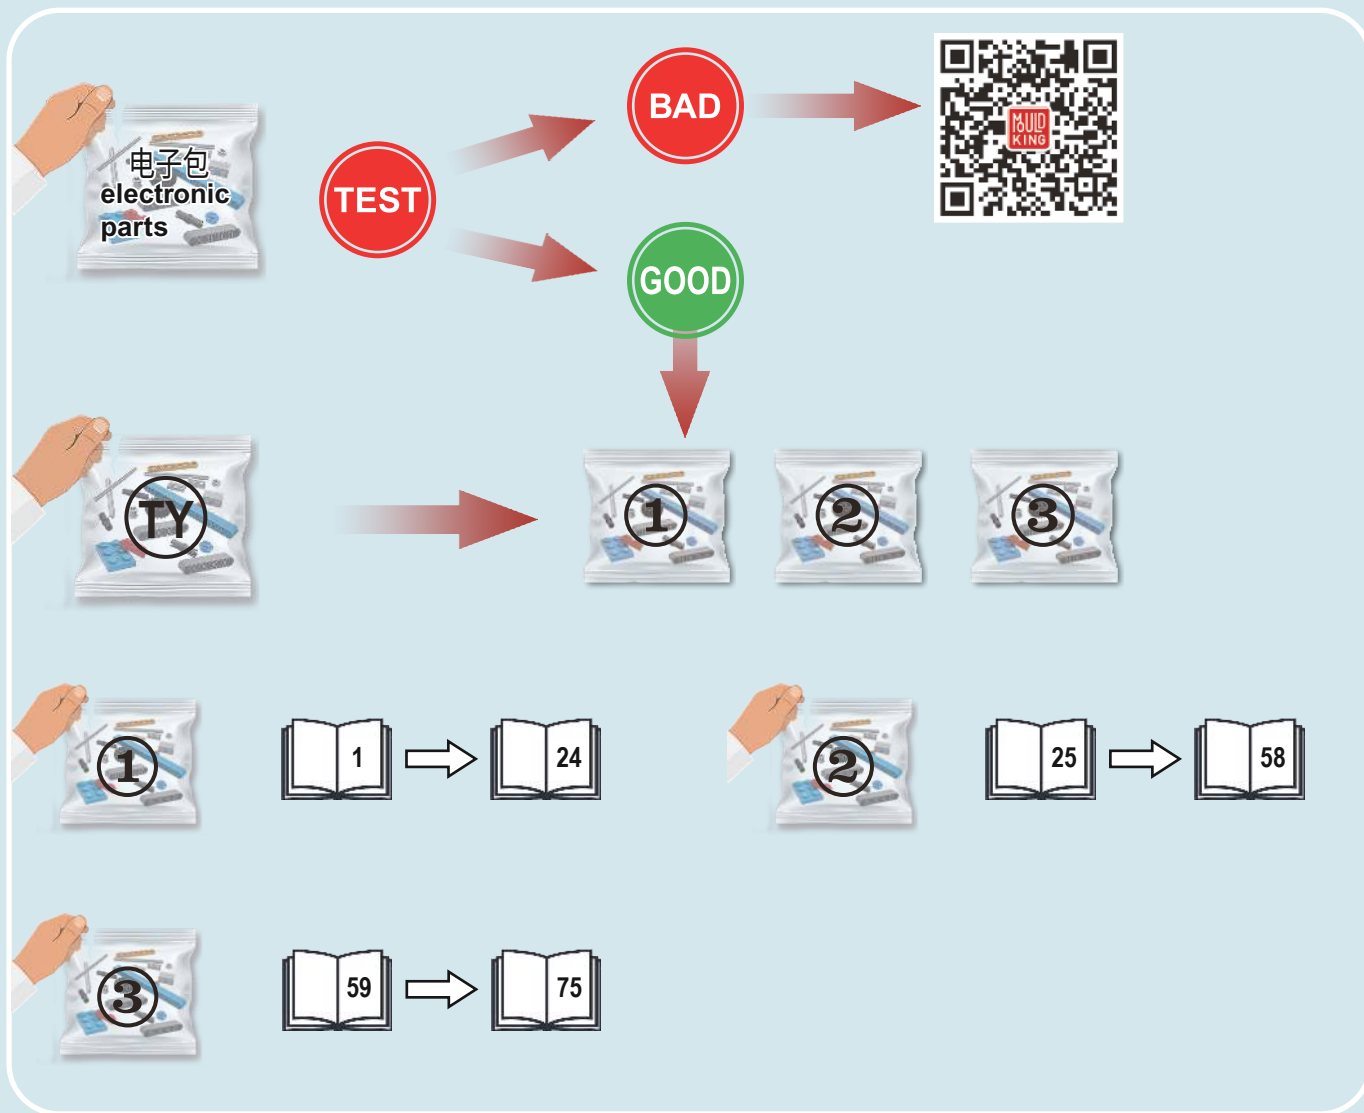 电子包
electronic
parts
TEST
BAD
GOOD
MOULD
KING
TY
1
2
3
1
1
24
2
25
58
3
59
75